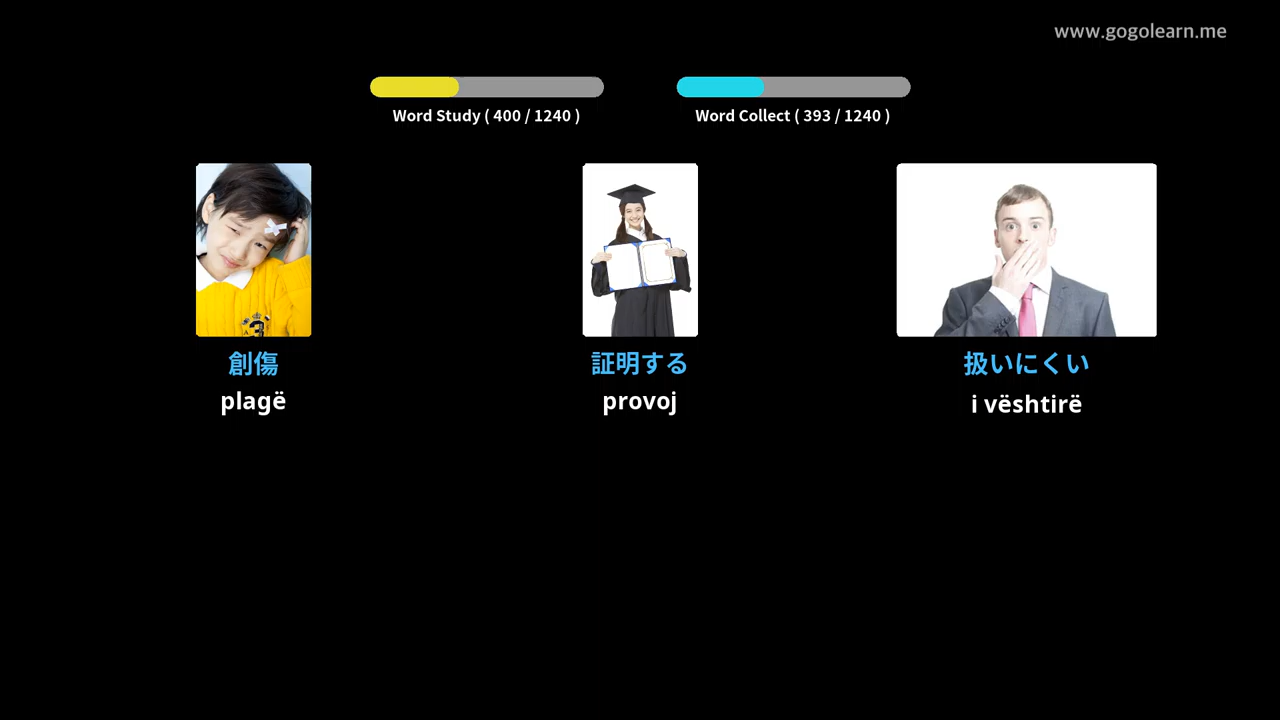 www.gogolearn.me
Word Study ( 400 / 1240 )
Word Collect ( 393 / 1240 )
3
創傷
証明する
扱いにくい
plagë
provoj
i vështirë